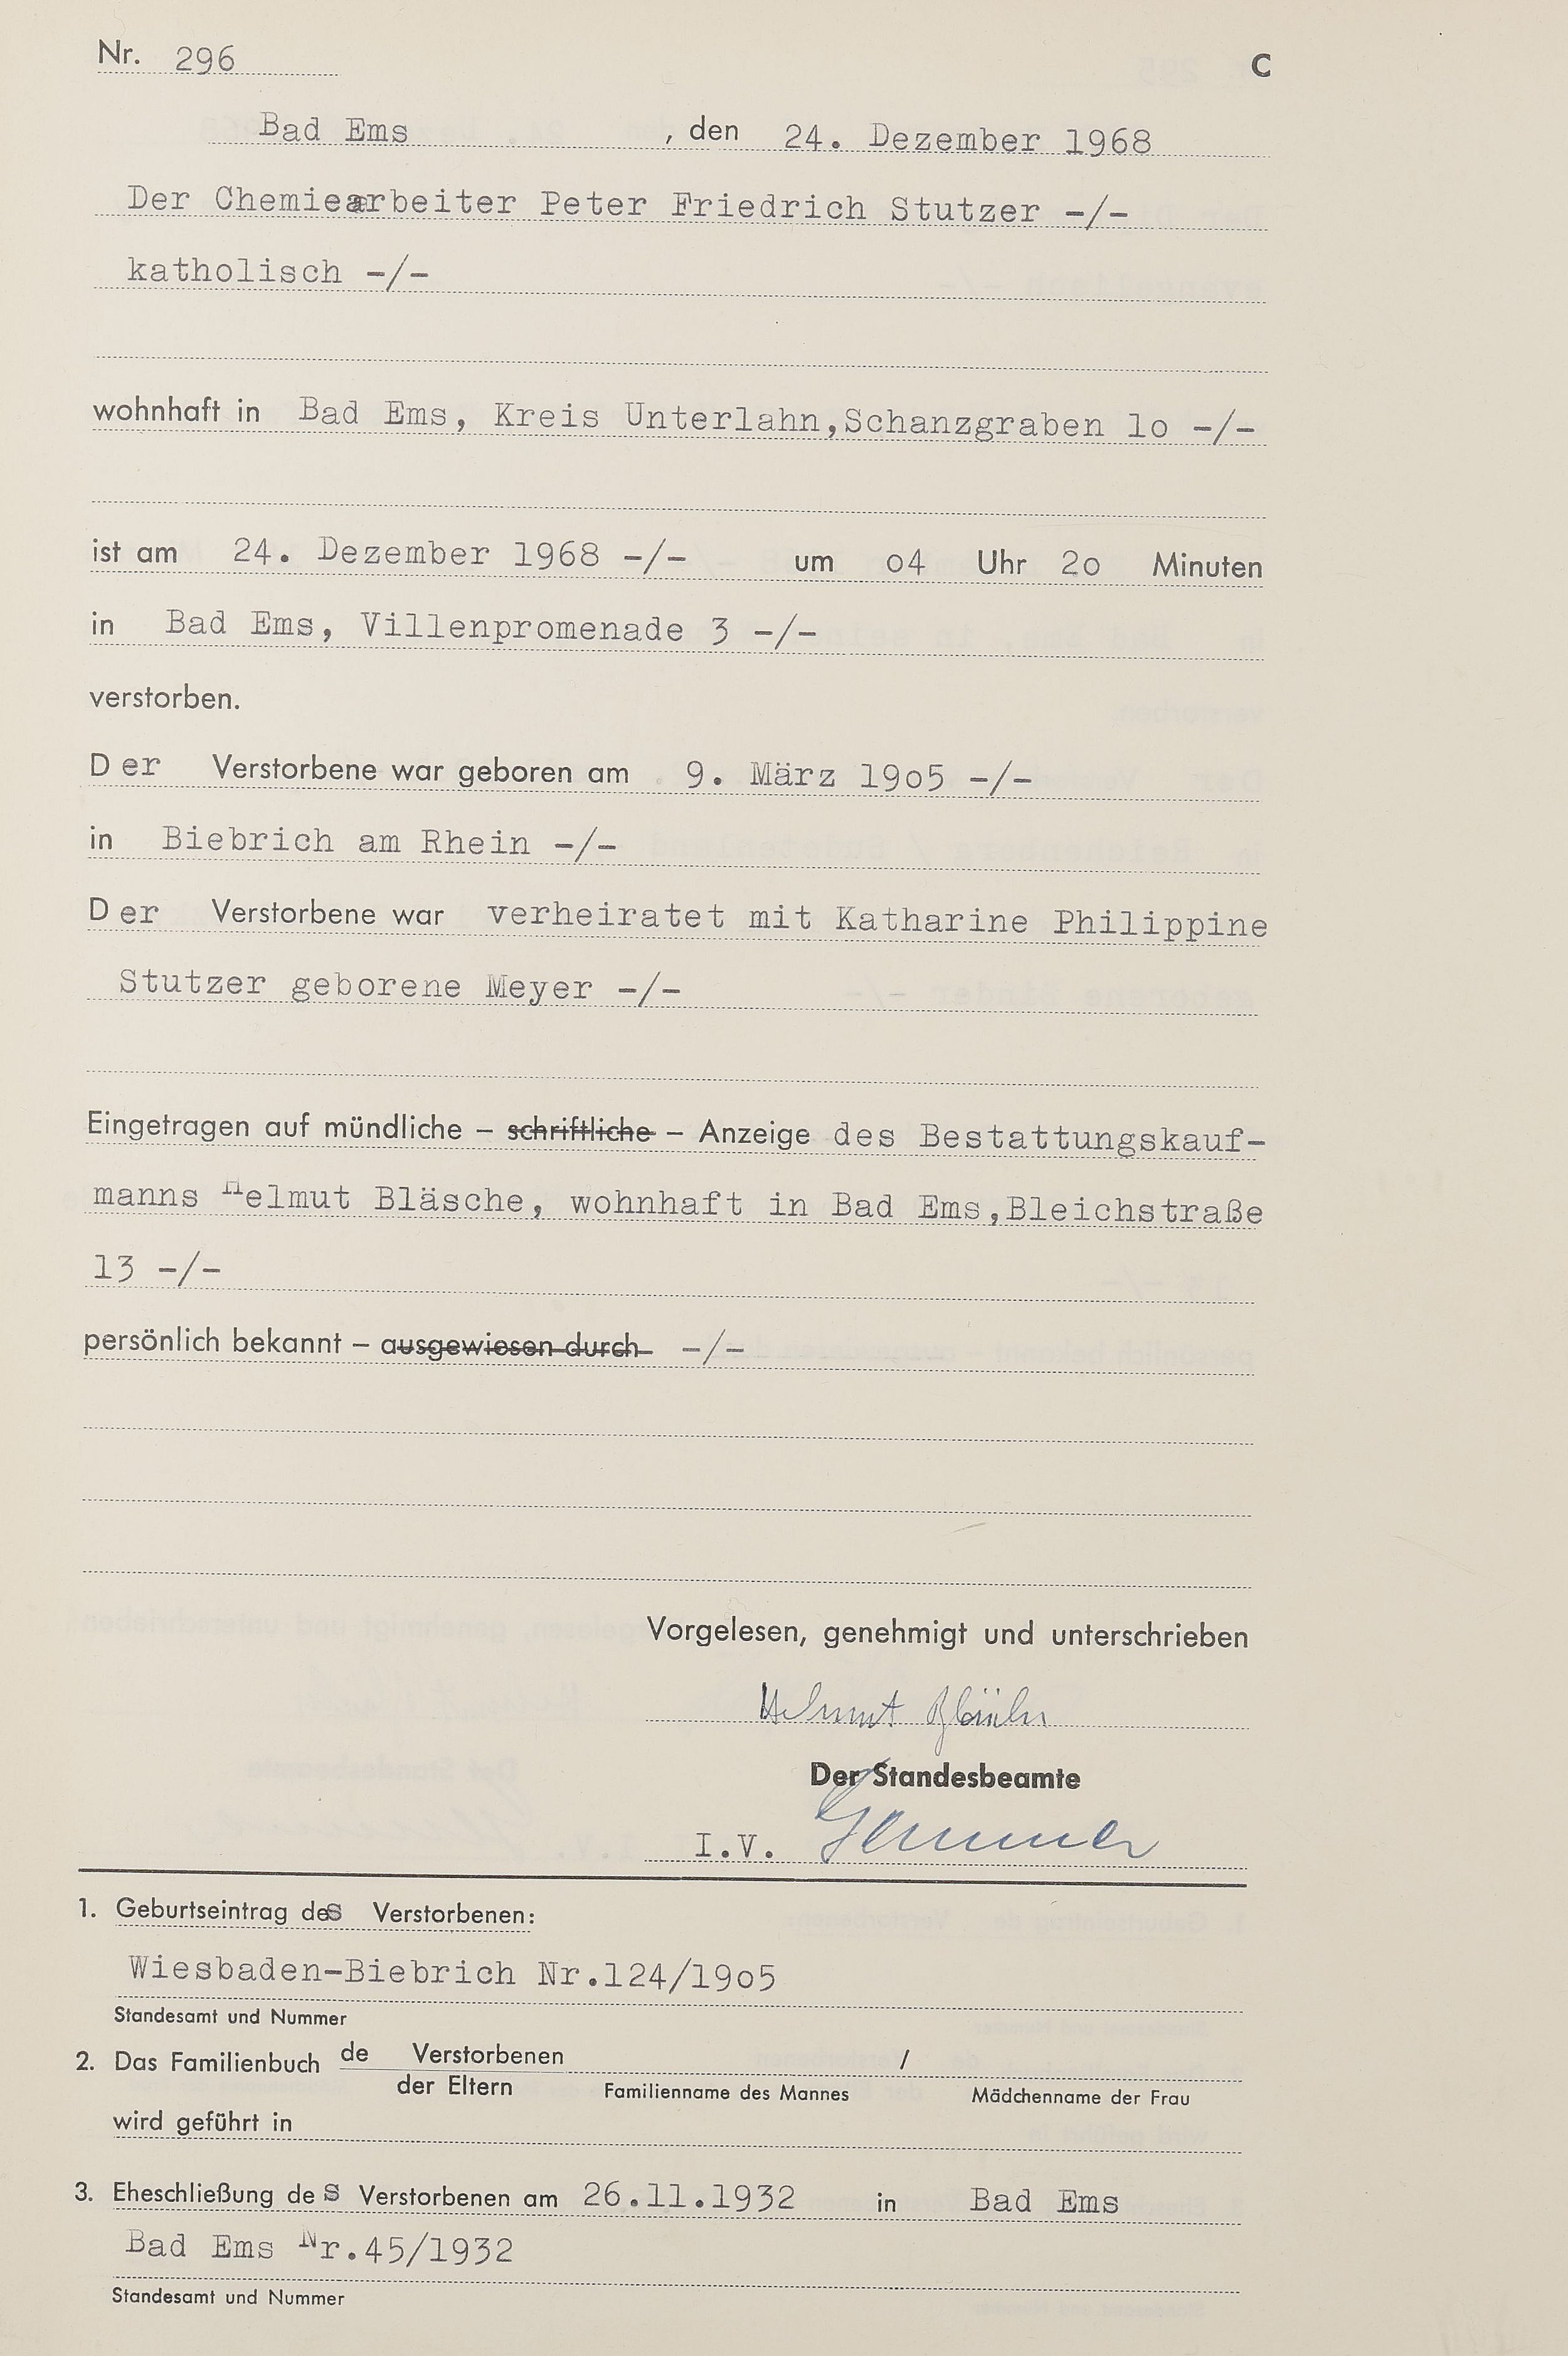 Nr. 296 C
Bad Ems , den 24. Dezember 1968
Der Chemiearbeiter Peter Friedrich Stutzer -/-
katholisch -/-
wohnhaft in Bad Ems, Kreis Unterlahn,Schanzgraben lo -/-
ist am 24. Dezember 1968 -/- um o4 Uhr 2o Minuten
in Bad Ems, Villenpromenade 3 -/-
verstorben.
Der Verstorbene war geboren am 9. März 19o5 -/-
in Biebrich am Rhein -/-
Der Verstorbene war verheiratet mit Katharine Philippine
Stutzer geborene Meyer -/-
Eingetragen auf mündliche – schriftliche – Anzeige des Bestattungskauf-
manns Helmut Bläsche, wohnhaft in Bad Ems,Bleichstraße
13 -/-
persönlich bekannt – ausgewiesen durch -/-
Vorgelesen, genehmigt und unterschrieben
Helmut
Der Standesbeamte
I.V.
1. Geburtseintrag des Verstorbenen:
Wiesbaden-Biebrich Nr.124/19o5
Standesamt und Nummer
2. Das Familienbuch de Verstorbenen /
der Eltern Familienname des Mannes Mädchenname der Frau
wird geführt in
3. Eheschließung des Verstorbenen am 26.11.1932 in Bad Ems
Bad Ems Nr.45/1932
Standesamt und Nummer